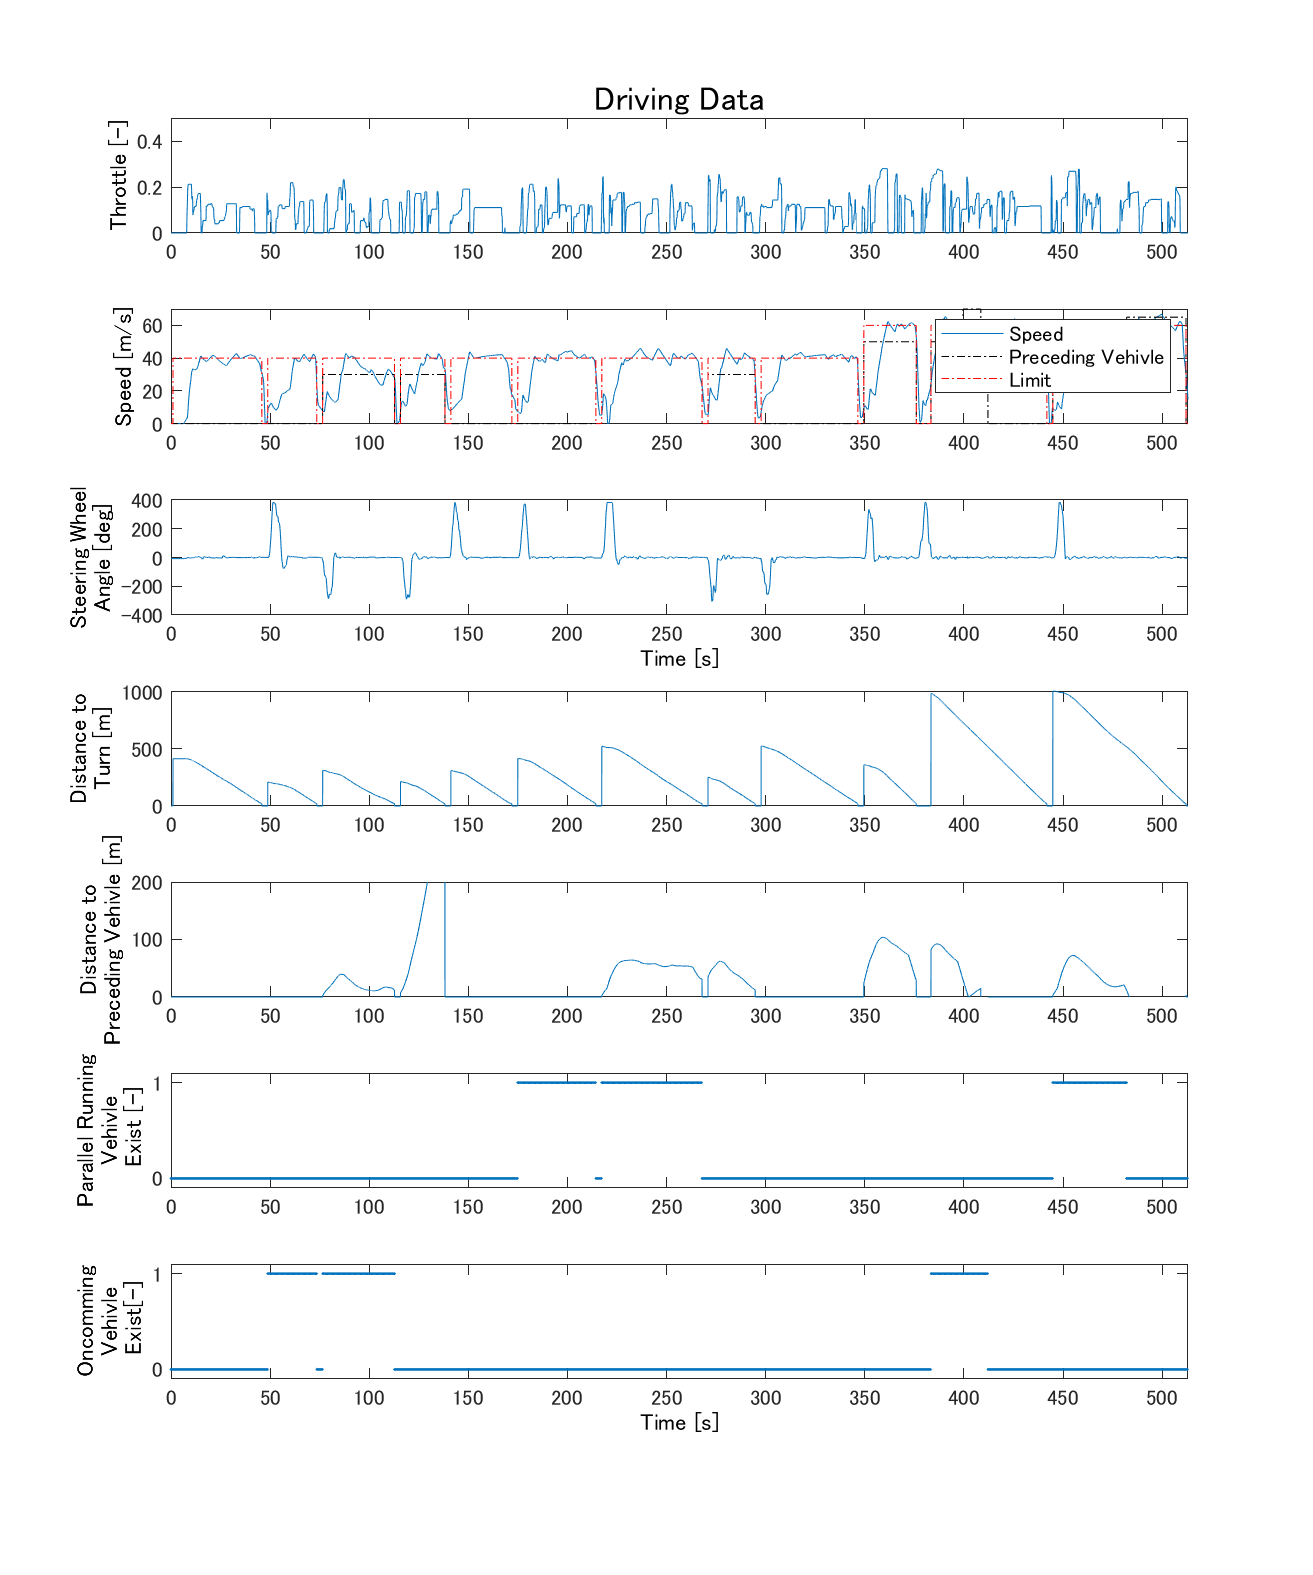 Driving Data
Throttle [-]
0.4
0.2
0
0 50 100 150 200 250 300 350 400 450 500
Speed [m/s]
60
40
20
0
Speed
Preceding Vehivle
Limit
0 50 100 150 200 250 300 350 400 450 500
Steering Wheel
Angle [deg]
400
200
0
-200
-400
0 50 100 150 200 250 300 350 400 450 500
Time [s]
Distance to
Turn [m]
1000
500
0
0 50 100 150 200 250 300 350 400 450 500
Distance to
Preceding Vehivle [m]
200
100
0
0 50 100 150 200 250 300 350 400 450 500
Parallel Running
Vehivle
Exist [-]
1
0
0 50 100 150 200 250 300 350 400 450 500
Oncomming
Vehivle
Exist[-]
1
0
0 50 100 150 200 250 300 350 400 450 500
Time [s]